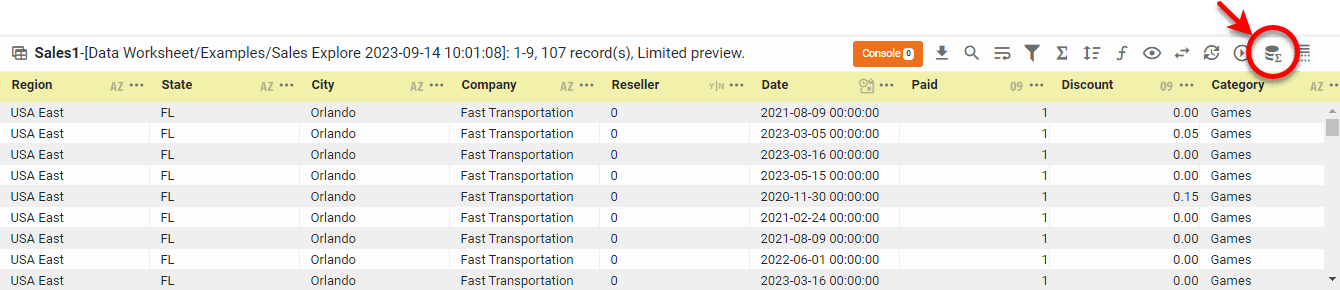 Sales1-[Data Worksheet/Examples/Sales Explore 2023-09-14 10:01:08]: 1-9, 107 record(s), Limited preview. Console 0 Σ ƒ Σ
Region AZ ••• State AZ ••• City AZ ••• Company AZ ••• Reseller Y|N ••• Date ••• Paid 09 ••• Discount 09 ••• Category AZ •••
USA East FL Orlando Fast Transportation 0 2021-08-09 00:00:00 1 0.00 Games
USA East FL Orlando Fast Transportation 0 2023-03-05 00:00:00 1 0.05 Games
USA East FL Orlando Fast Transportation 0 2023-03-16 00:00:00 1 0.00 Games
USA East FL Orlando Fast Transportation 0 2023-05-15 00:00:00 1 0.00 Games
USA East FL Orlando Fast Transportation 0 2020-11-30 00:00:00 1 0.15 Games
USA East FL Orlando Fast Transportation 0 2021-02-24 00:00:00 1 0.00 Games
USA East FL Orlando Fast Transportation 0 2021-08-09 00:00:00 1 0.00 Games
USA East FL Orlando Fast Transportation 0 2022-06-01 00:00:00 1 0.00 Games
USA East FL Orlando Fast Transportation 0 2023-03-16 00:00:00 1 0.00 Games